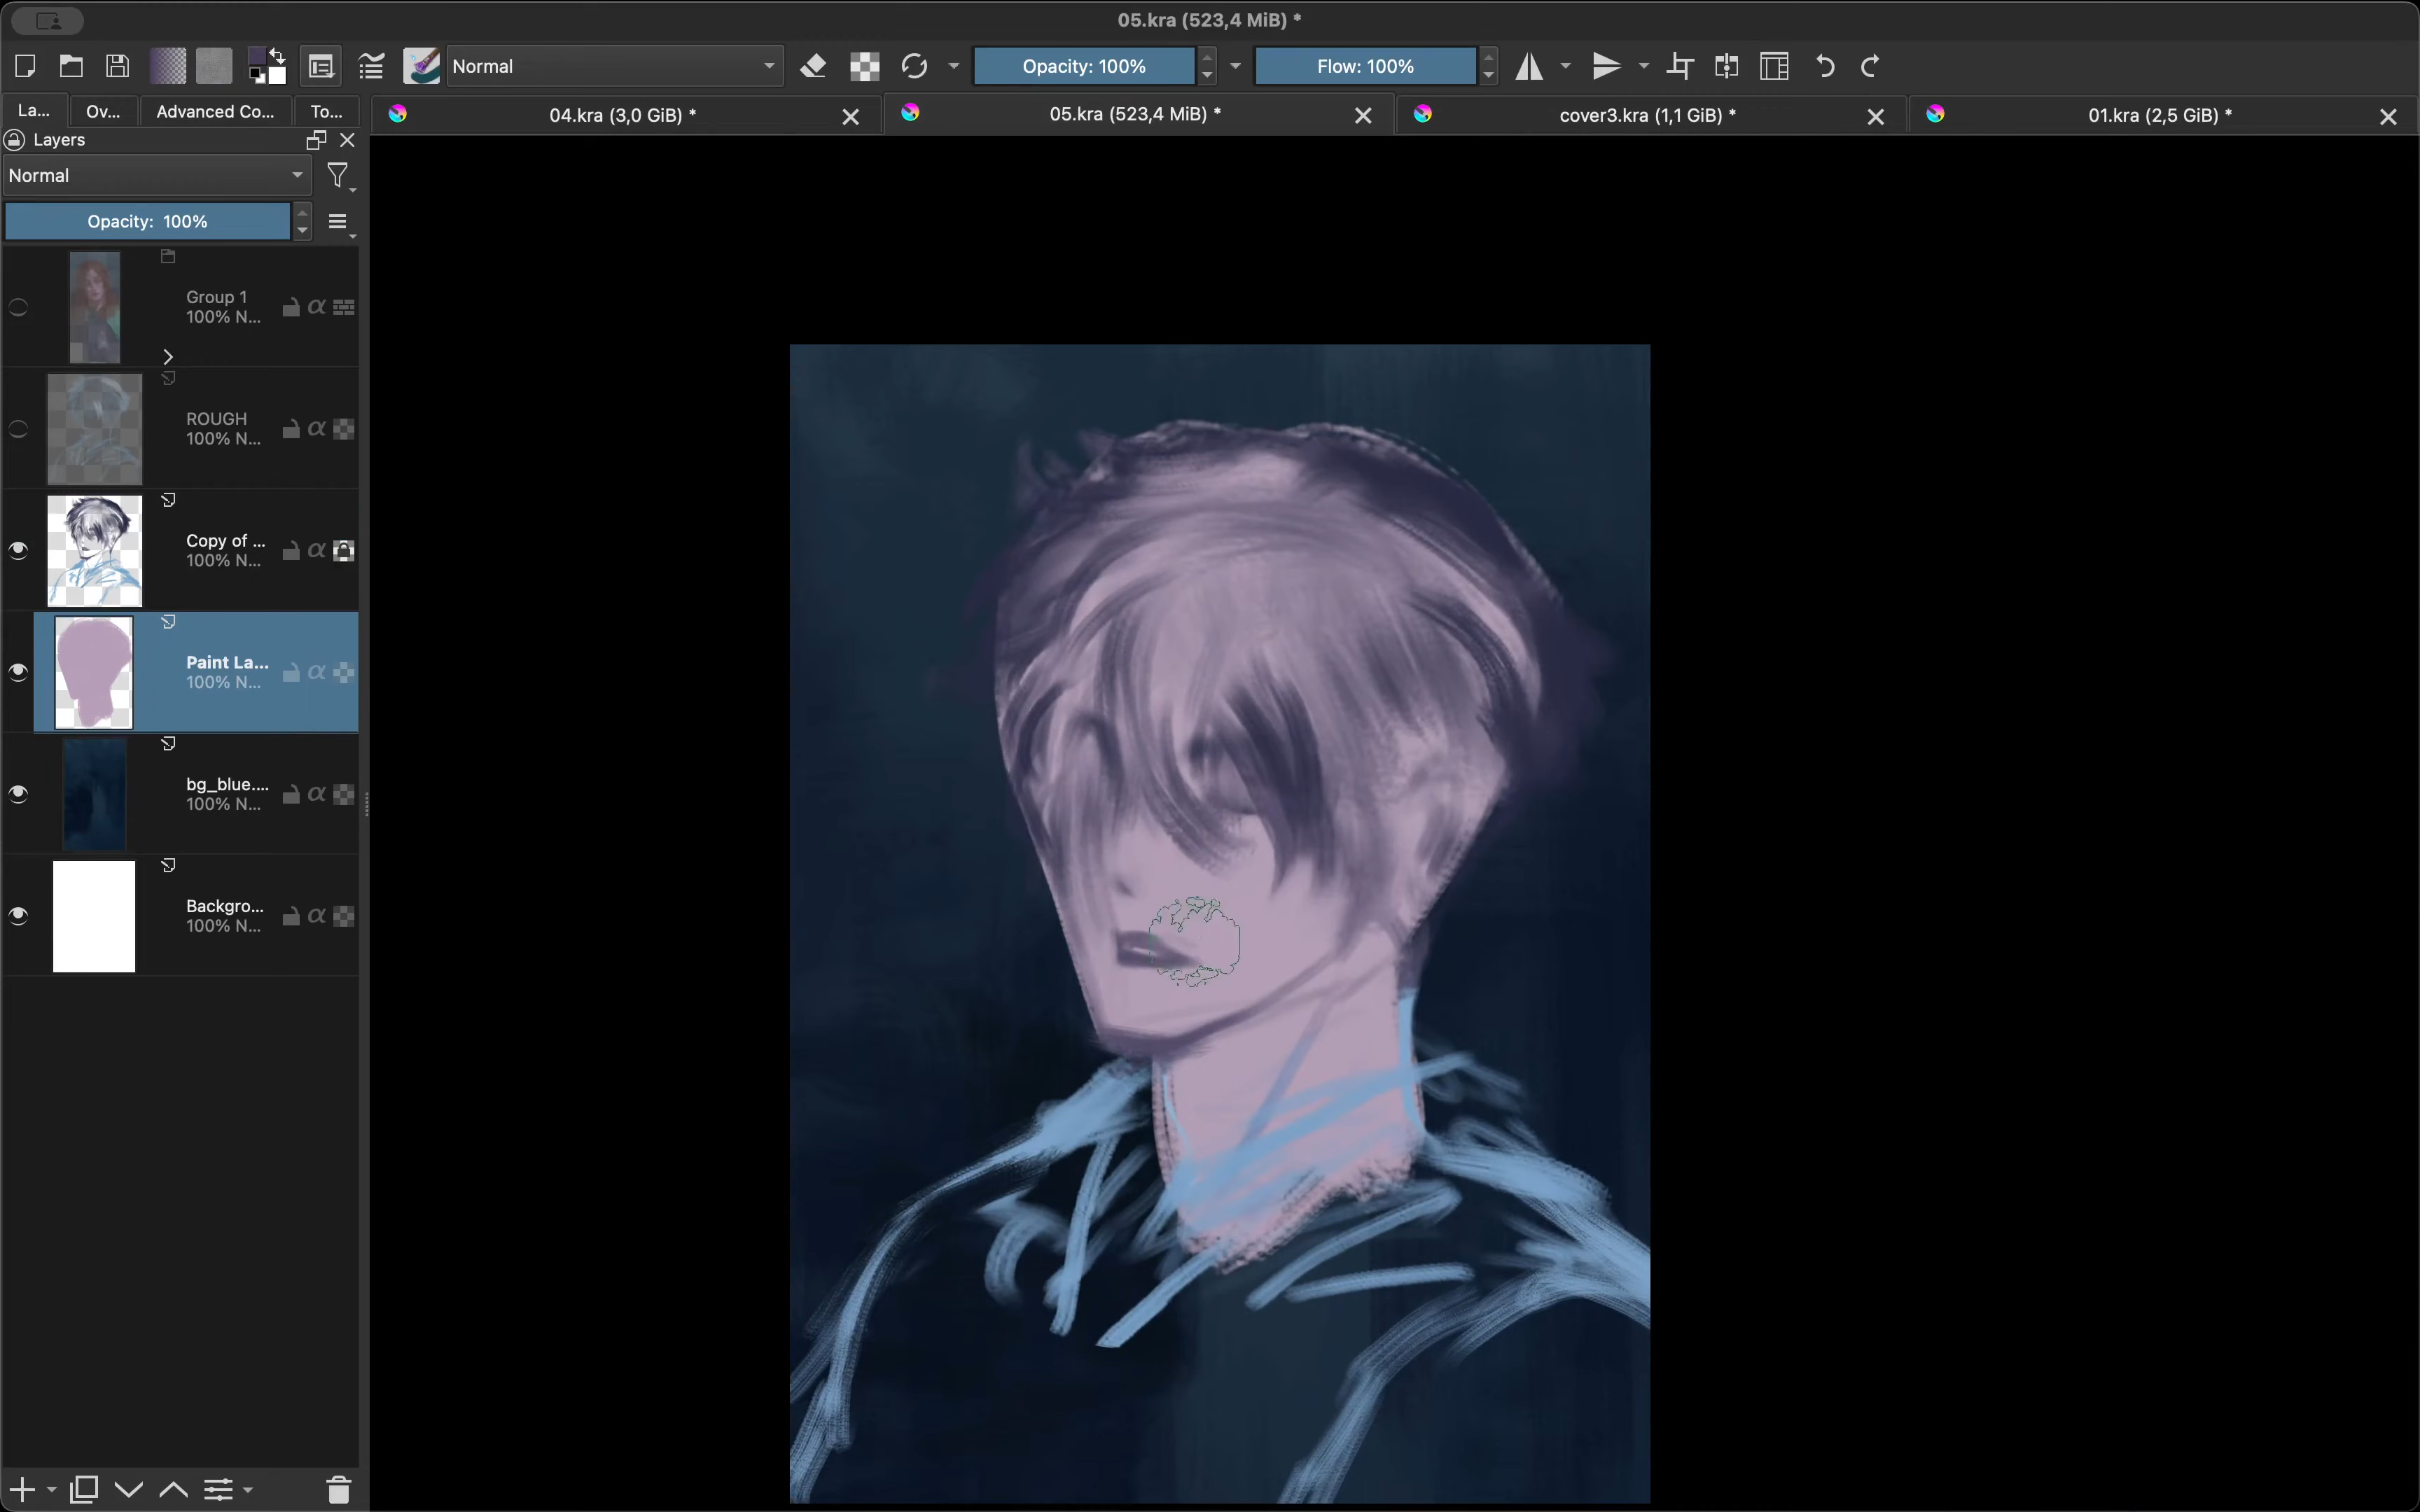 05.kra (523,4 MiB) *
Normal
Opacity: 100%
Flow: 100%
La...
Ov...
Advanced Co...
To...
04.kra (3,0 GiB) *
05.kra (523,4 MiB) *
cover3.kra (1,1 GiB) *
01.kra (2,5 GiB) *
Layers
Normal
Opacity: 100%
Group 1
100% N...
ROUGH
100% N...
Copy of ...
100% N...
Paint La...
100% N...
bg_blue....
100% N...
Backgro...
100% N...